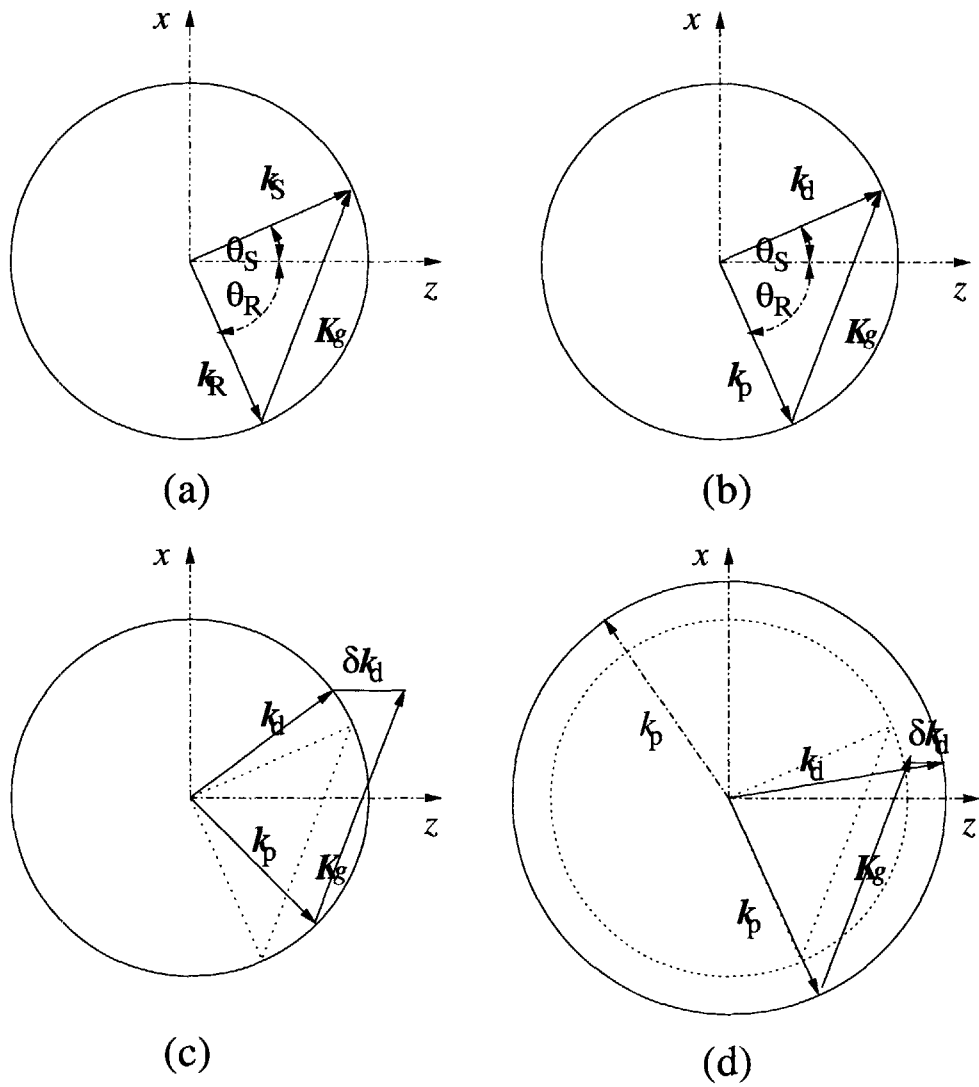 x
k_S
θ_S
z
θ_R
K_g
k_R
(a)
x
k_d
θ_S
z
θ_R
K_g
k_p
(b)
x
δk_d
k_d
z
k_p
K_g
(c)
x
k_p
δk_d
k_d
z
K_g
k_p
(d)